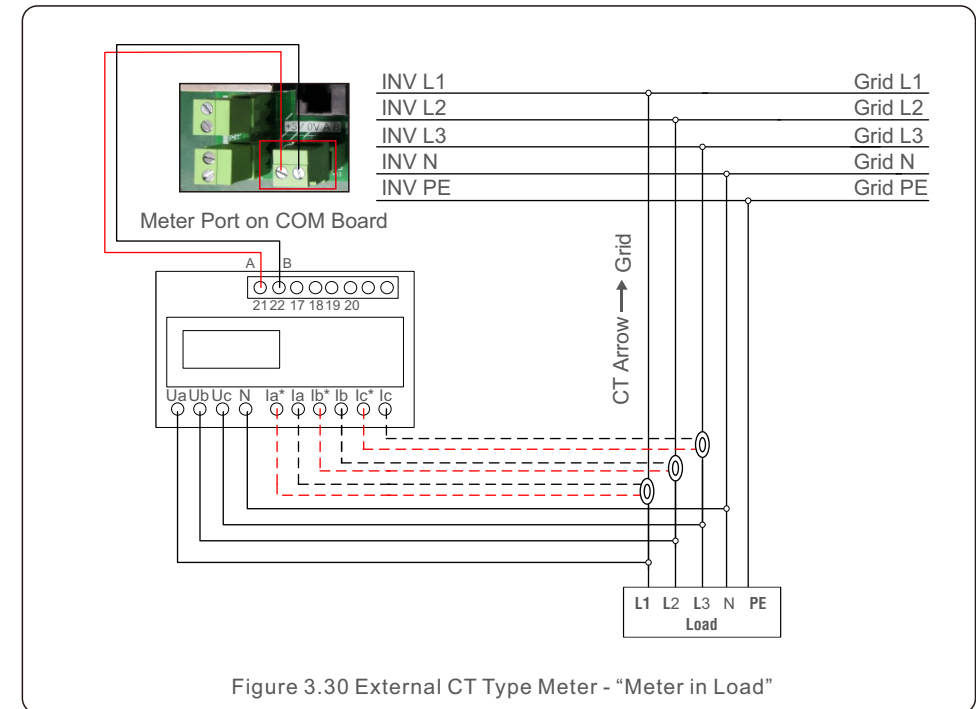 INV L1 Grid L1
INV L2 Grid L2
INV L3 Grid L3
INV N Grid N
INV PE Grid PE
+5V 0V A B
Meter Port on COM Board
A B
21 22 17 18 19 20
Ua Ub Uc N Ia* Ia Ib* Ib Ic* Ic
CT Arrow → Grid
L1 L2 L3 N PE
Load
Figure 3.30 External CT Type Meter - “Meter in Load”